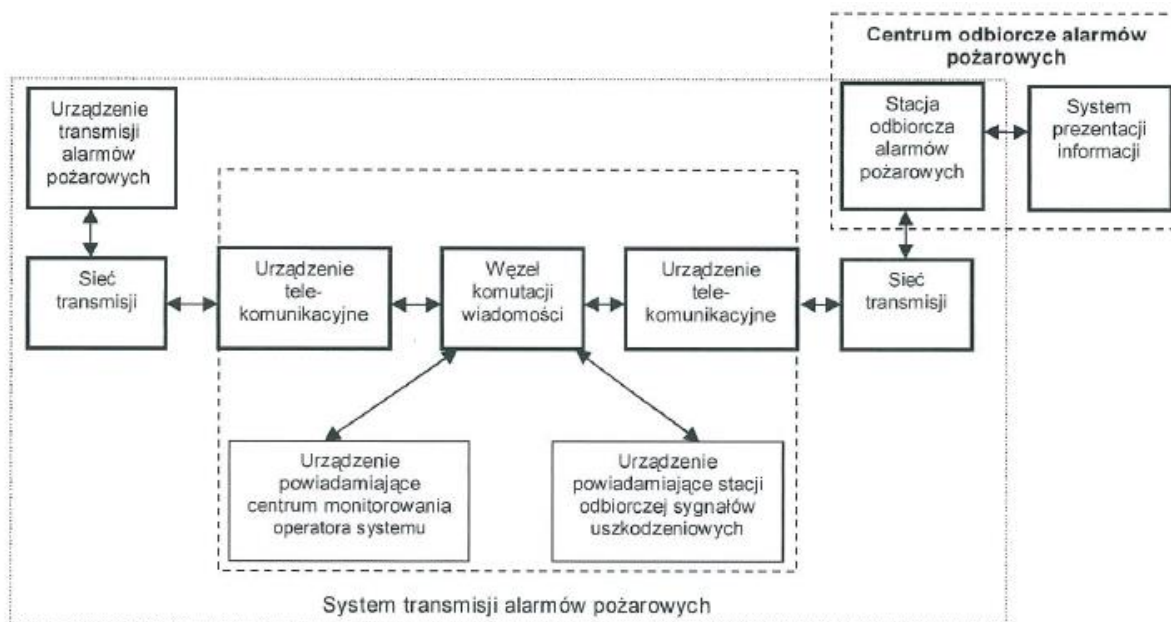 Centrum odbiorcze alarmów
pożarowych
Urządzenie
transmisji
alarmów
pożarowych
Stacja
odbiorcza
alarmów
pożarowych
System
prezentacji
informacji
Sieć
transmisji
Urządzenie
tele-
komunikacyjne
Węzeł
komutacji
wiadomości
Urządzenie
tele-
komunikacyjne
Sieć
transmisji
Urządzenie
powiadamiające
centrum monitorowania
operatora systemu
Urządzenie
powiadamiające stacji
odbiorczej sygnałów
uszkodzeniowych
System transmisji alarmów pożarowych